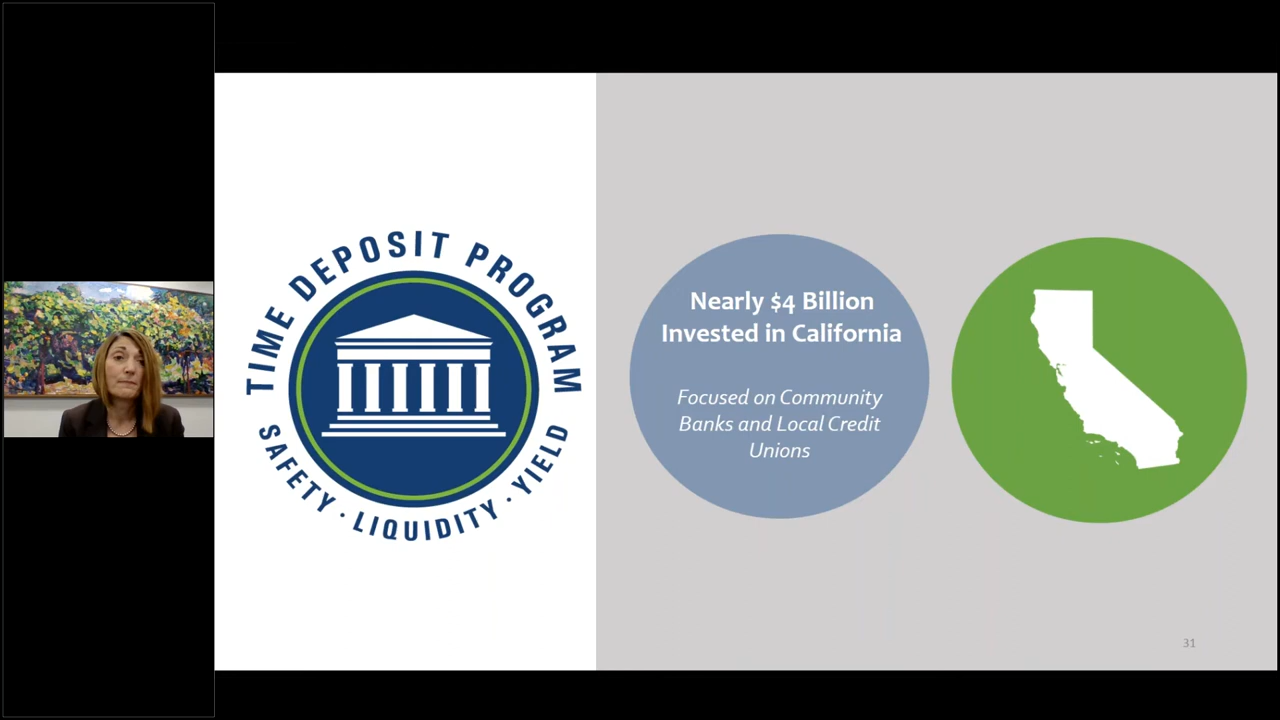 TIME DEPOSIT PROGRAM
SAFETY · LIQUIDITY · YIELD
Nearly $4 Billion
Invested in California
Focused on Community
Banks and Local Credit
Unions
31